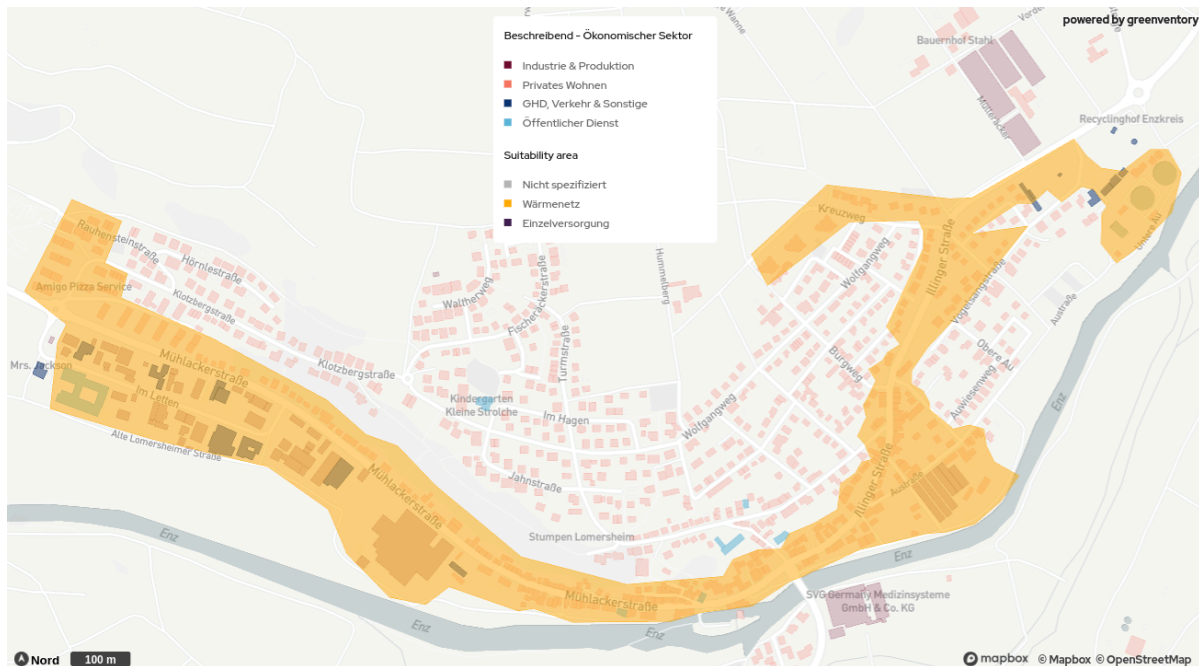 powered by greenventory
Beschreibend - Ökonomischer Sektor
Industrie & Produktion
Privates Wohnen
GHD, Verkehr & Sonstige
Öffentlicher Dienst
Suitability area
Nicht spezifiziert
Wärmenetz
Einzelversorgung
Bauernhof Stahl
Mütteräcker
Recyclinghof Enzkreis
Kreuzweg
Illinger Straße
Wolfgangweg
Untere Au
Vogelsangstraße
Austraße
Hummelberg
Rauhensteinstraße
Hörnlestraße
Amigo Pizza Service
Klotzbergstraße
Waltherweg
Fischeräckerstraße
Turmstraße
Burgweg
Obere Au
Auwiesenweg
Enz
Mrs. Jackson
Mühlackerstraße
Klotzbergstraße
Im Letten
Kindergarten
Kleine Strolche
Im Hagen
Wolfgangweg
Alte Lomersheimer Straße
Mühlackerstraße
Jahnstraße
Illinger Straße
Austraße
Stumpen Lomersheim
Enz
Enz
Mühlackerstraße
SVG Germany Medizinsysteme
GmbH & Co. KG
Enz
Enz
Nord
100 m
mapbox © Mapbox © OpenStreetMap